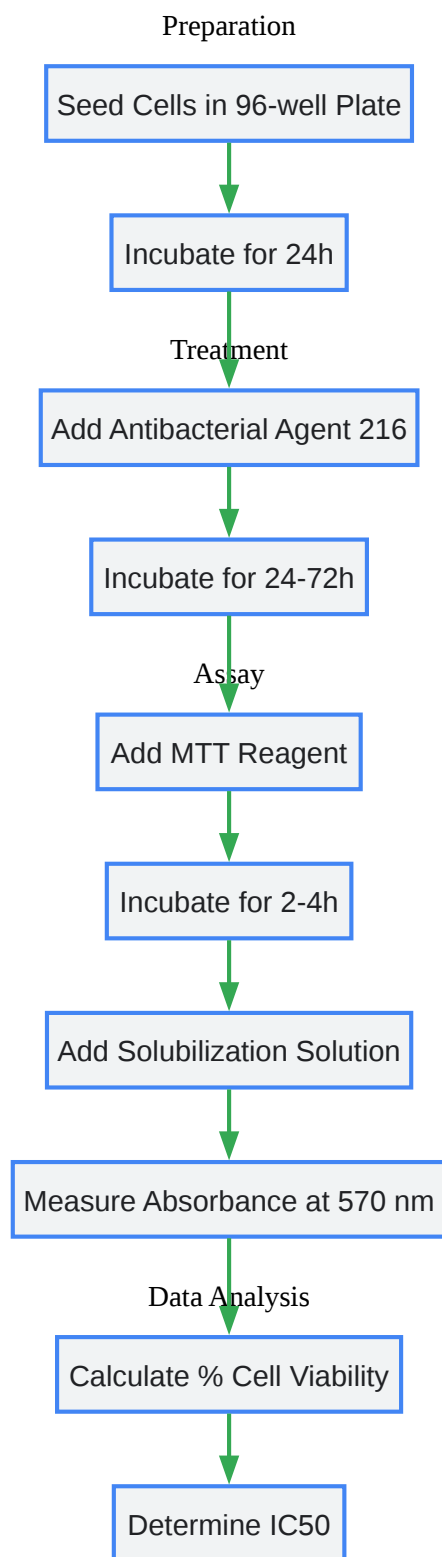 Preparation
Seed Cells in 96-well Plate
Incubate for 24h
Treatment
Add Antibacterial Agent 216
Incubate for 24-72h
Assay
Add MTT Reagent
Incubate for 2-4h
Add Solubilization Solution
Measure Absorbance at 570 nm
Data Analysis
Calculate % Cell Viability
Determine IC50